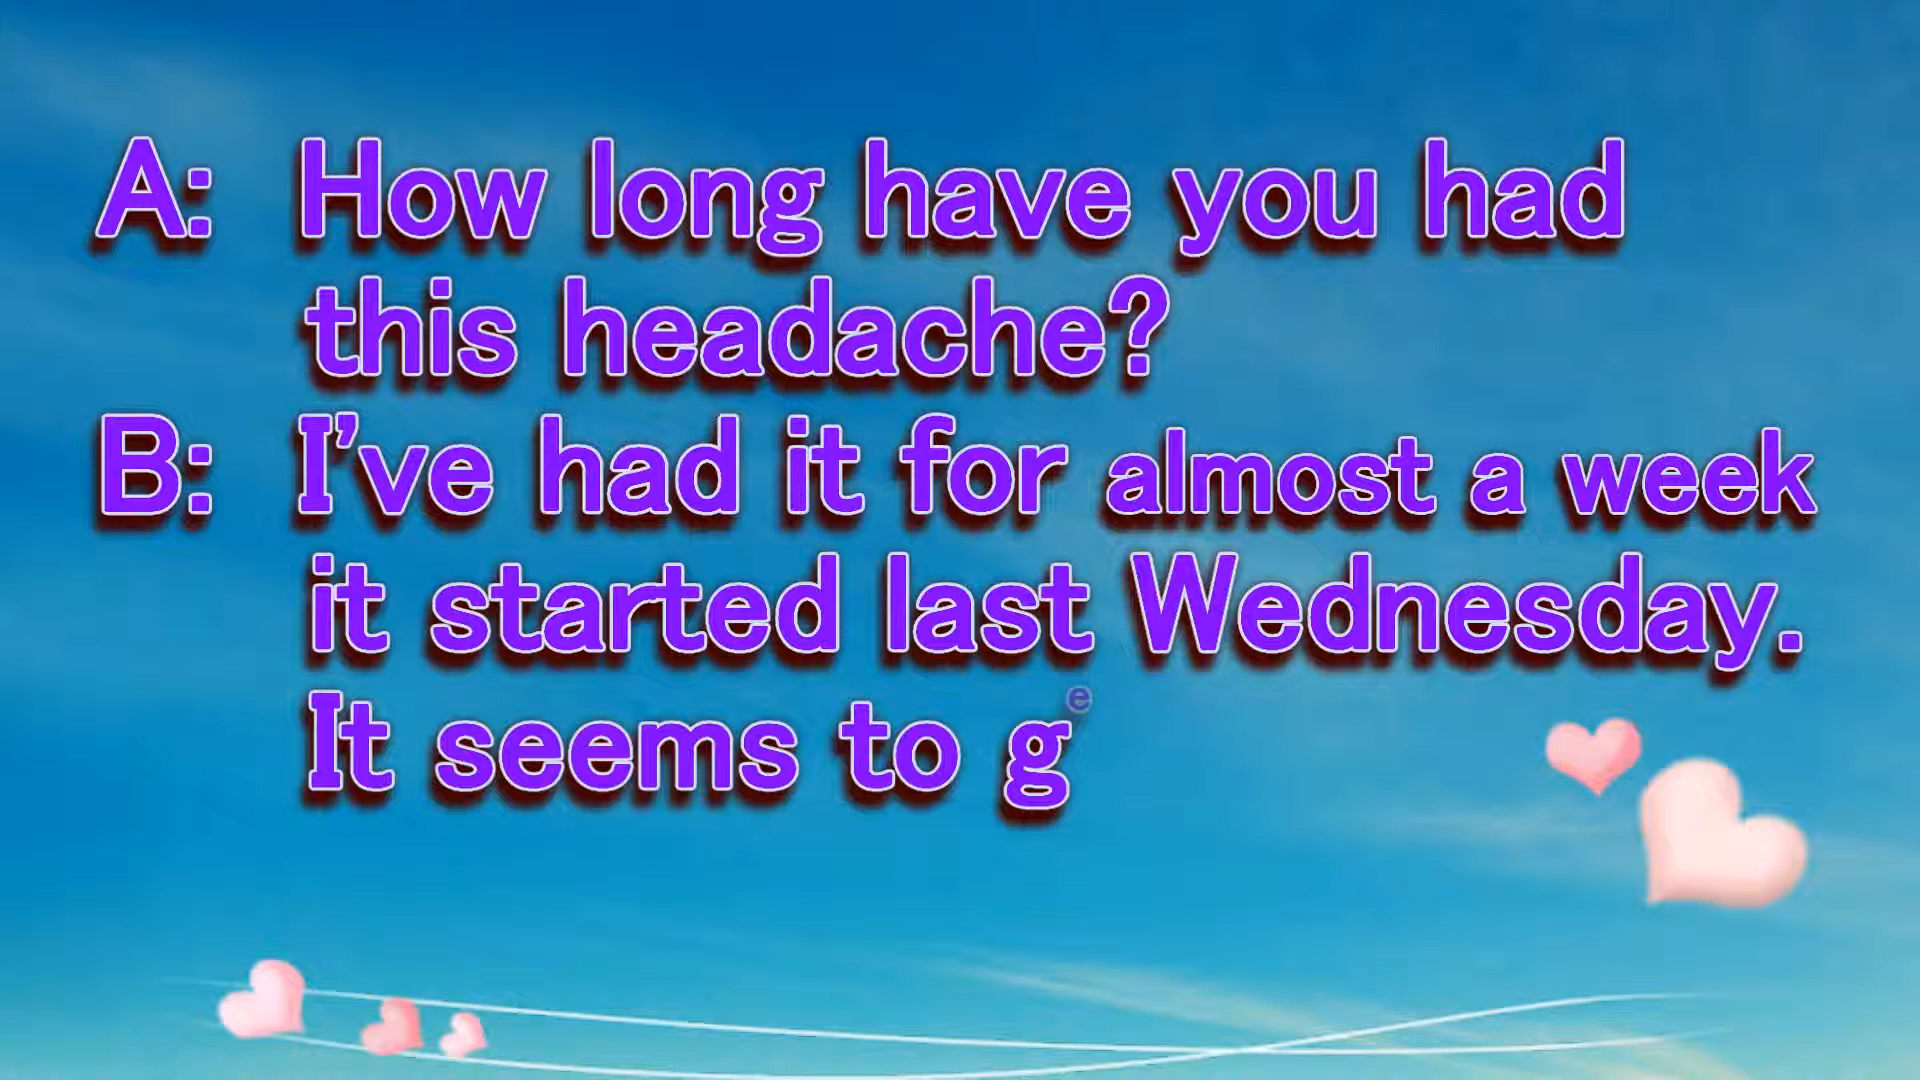 A: How long have you had
this headache?
B: I've had it for almost a week
it started last Wednesday.
It seems to ge